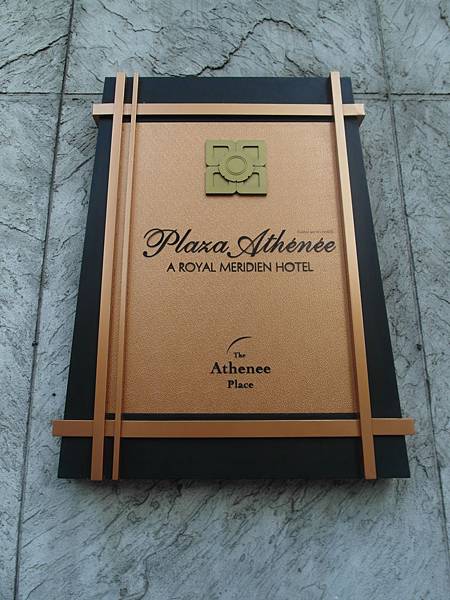 Plaza Athénée
A ROYAL MERIDIEN HOTEL
The
Athenee
Place